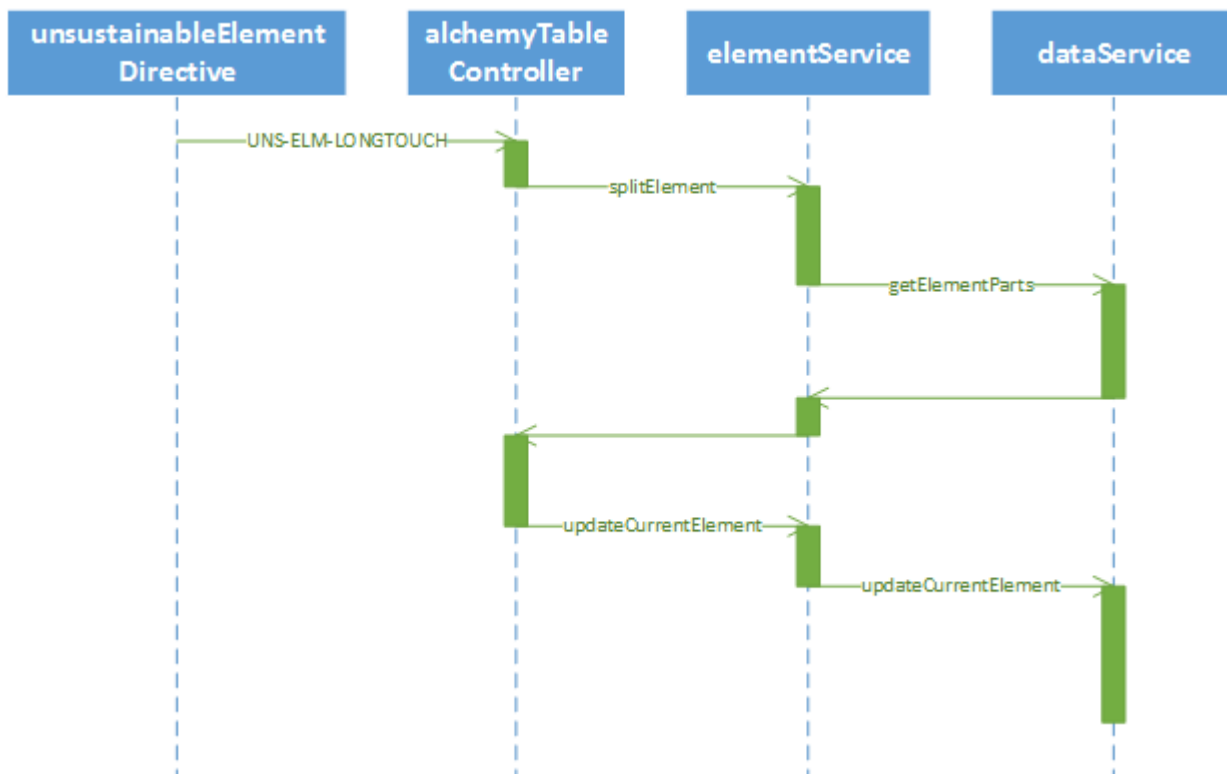 unsustainableElement
Directive
alchemyTable
Controller
elementService
dataService
UNS-ELM-LONGTOUCH
splitElement
getElementParts
updateCurrentElement
updateCurrentElement